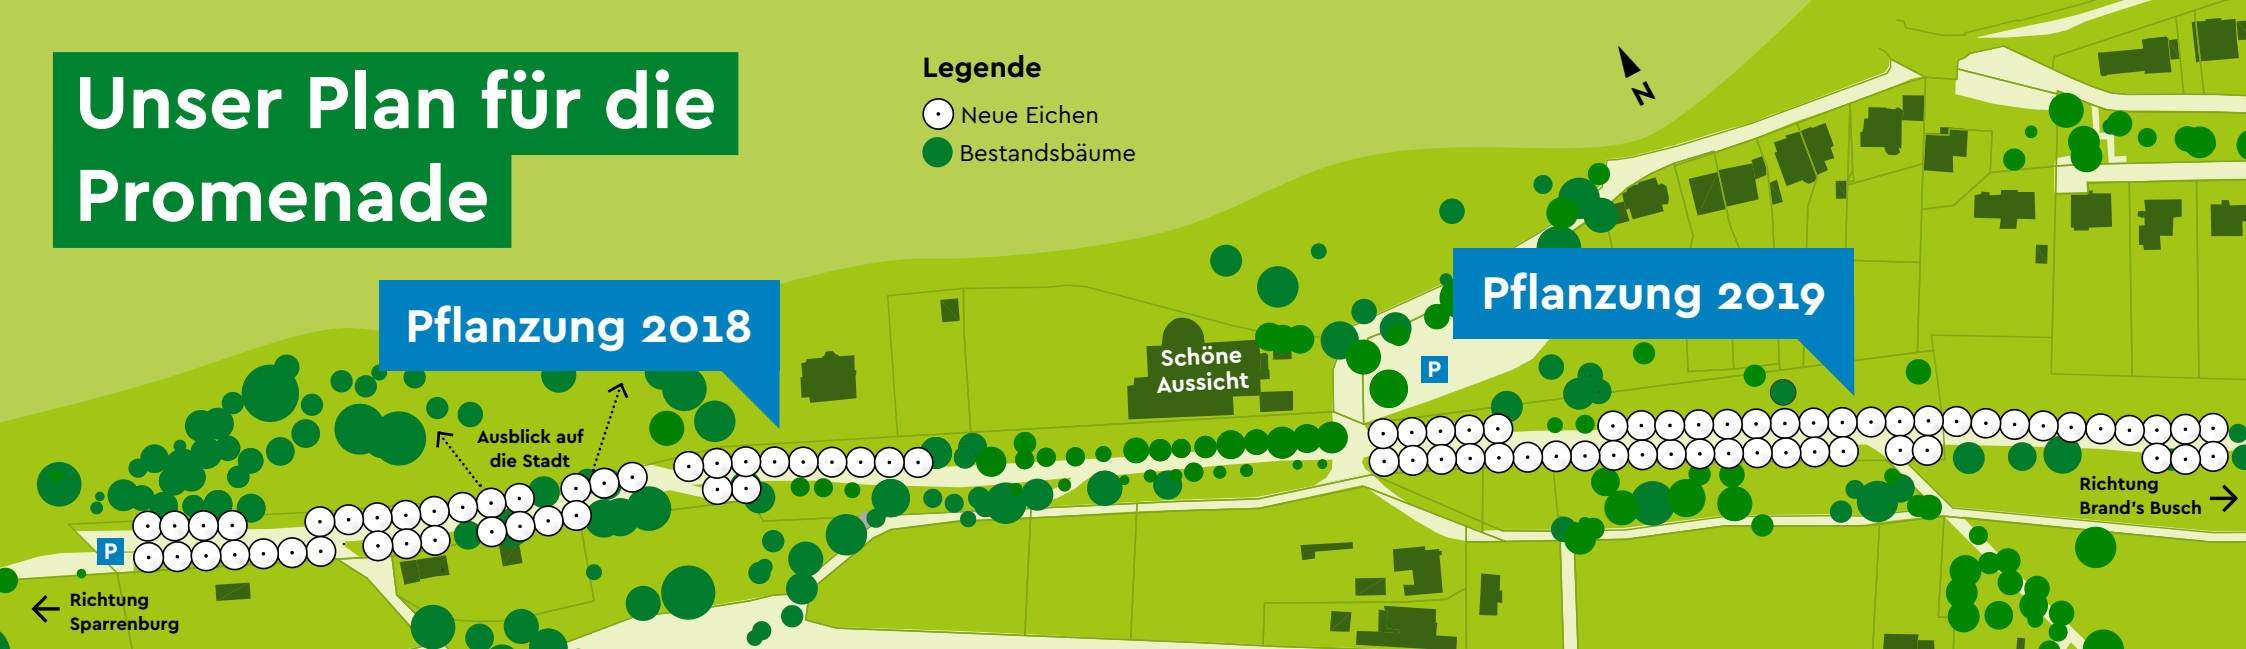 Unser Plan für die
Promenade
Legende
Neue Eichen
Bestandsbäume
N
Pflanzung 2018
Pflanzung 2019
Schöne
Aussicht
P
Ausblick auf
die Stadt
P
Richtung
Brand's Busch
Richtung
Sparrenburg